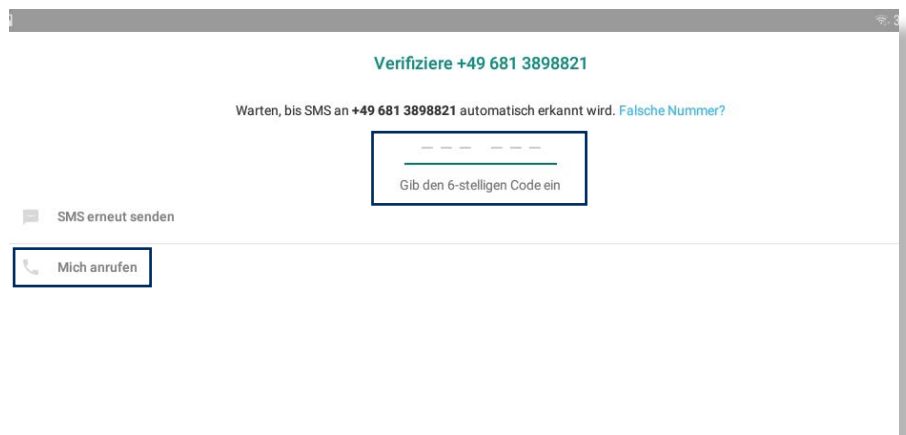 Verifiziere +49 681 3898821
Warten, bis SMS an +49 681 3898821 automatisch erkannt wird. Falsche Nummer?
Gib den 6-stelligen Code ein
SMS erneut senden
Mich anrufen